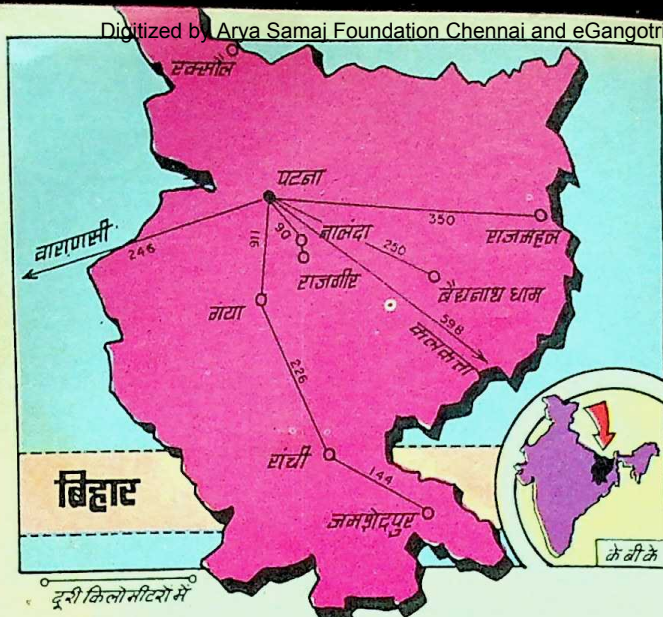 Digitized by Arya Samaj Foundation Chennai and eGangotri
रक्सौल
पटना
वाराणसी
246
116
90
नालंदा
350
राजमहल
250
राजगीर
बैद्यनाथ धाम
गया
598
कलकत्ता
226
रांची
बिहार
144
जमशेदपुर
के बी के
दूरी किलोमीटरों में